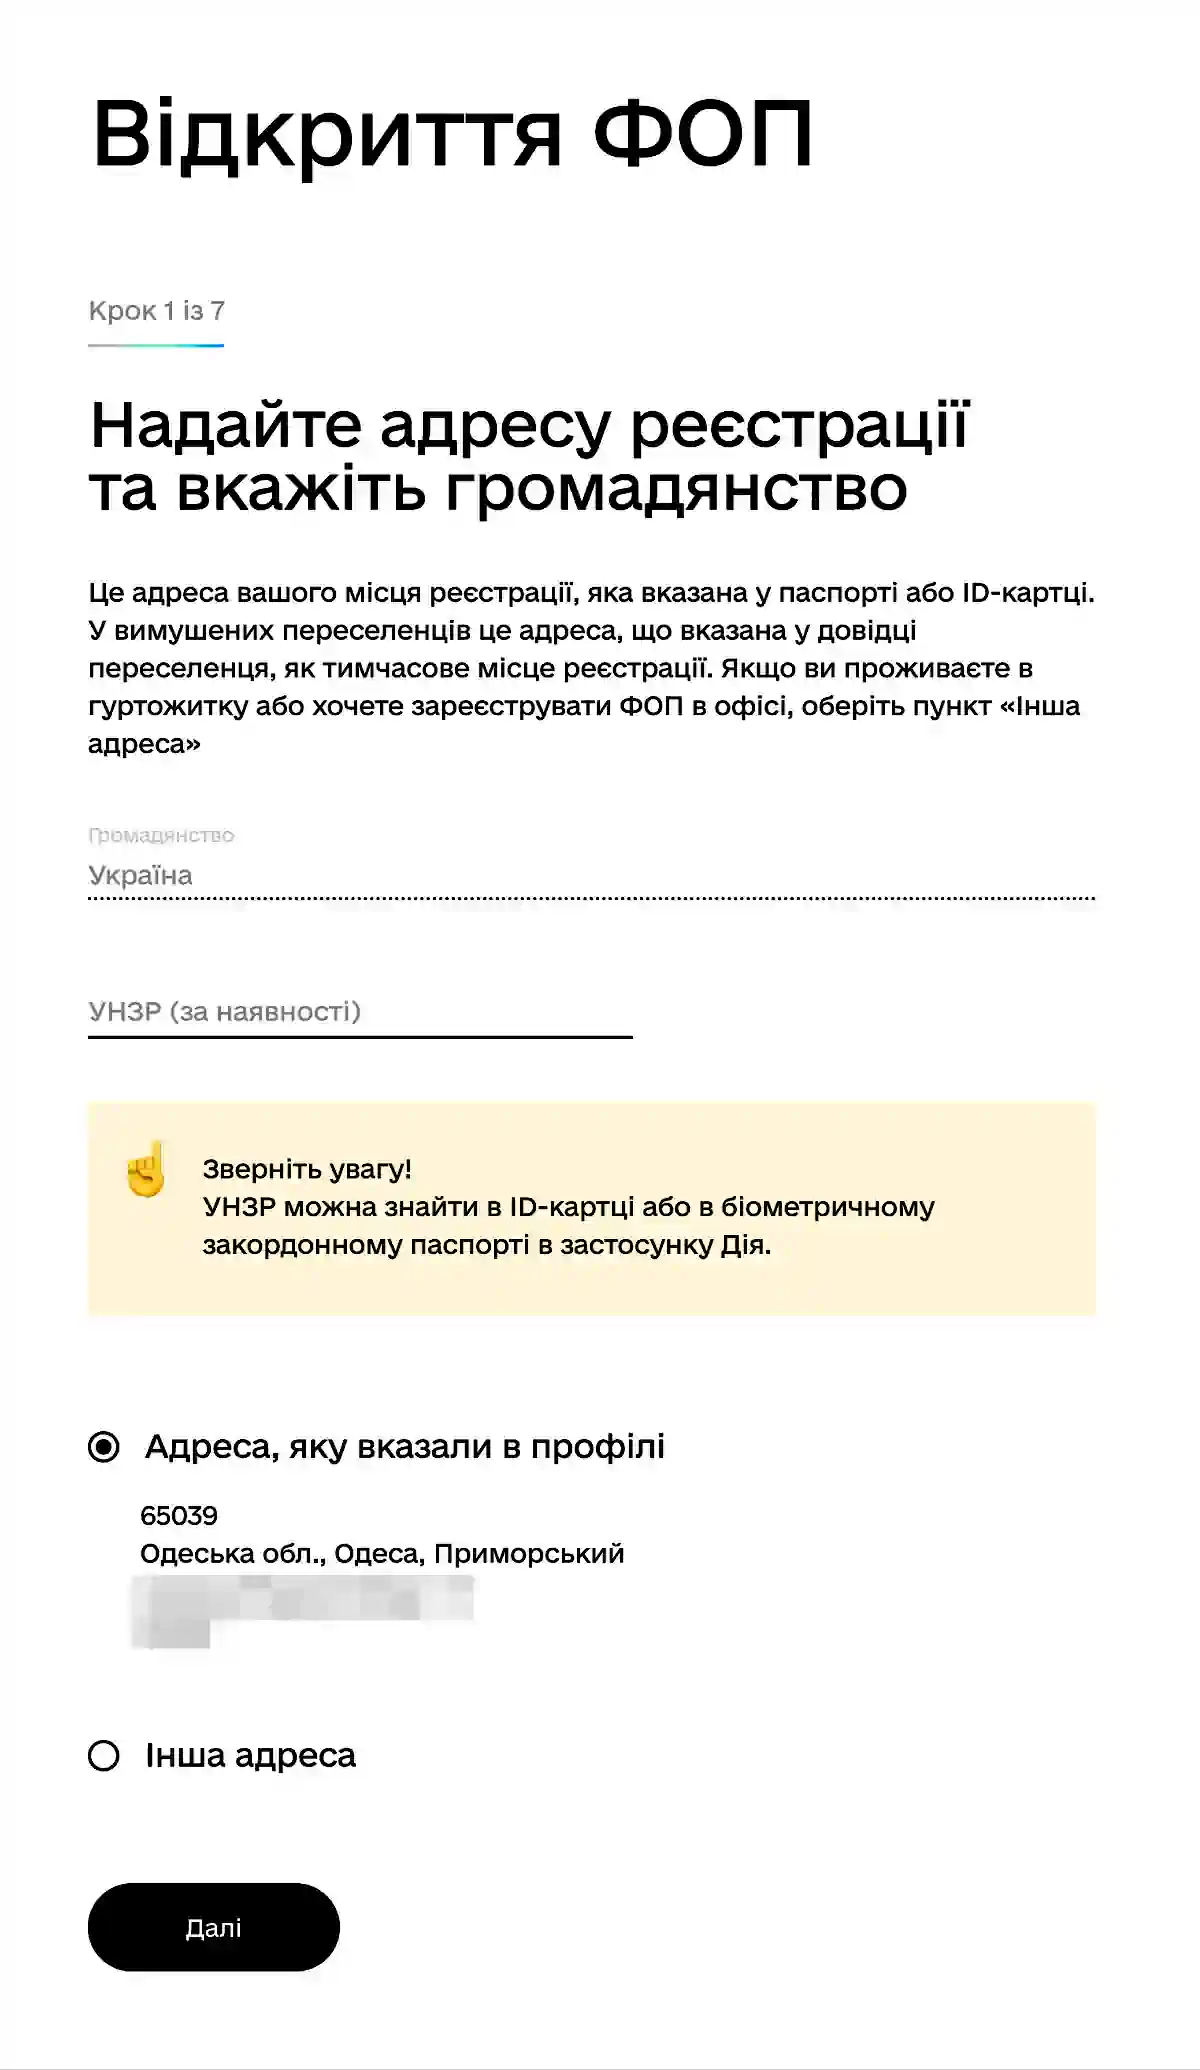 Відкриття ФОП
Крок 1 із 7
Надайте адресу реєстрації
та вкажіть громадянство
Це адреса вашого місця реєстрації, яка вказана у паспорті або ID-картці.
У вимушених переселенців це адреса, що вказана у довідці
переселенця, як тимчасове місце реєстрації. Якщо ви проживаєте в
гуртожитку або хочете зареєструвати ФОП в офісі, оберіть пункт «Інша
адреса»
Громадянство
Україна
УНЗР (за наявності)
Зверніть увагу!
УНЗР можна знайти в ID-картці або в біометричному
закордонному паспорті в застосунку Дія.
Адреса, яку вказали в профілі
65039
Одеська обл., Одеса, Приморський
Інша адреса
Далі